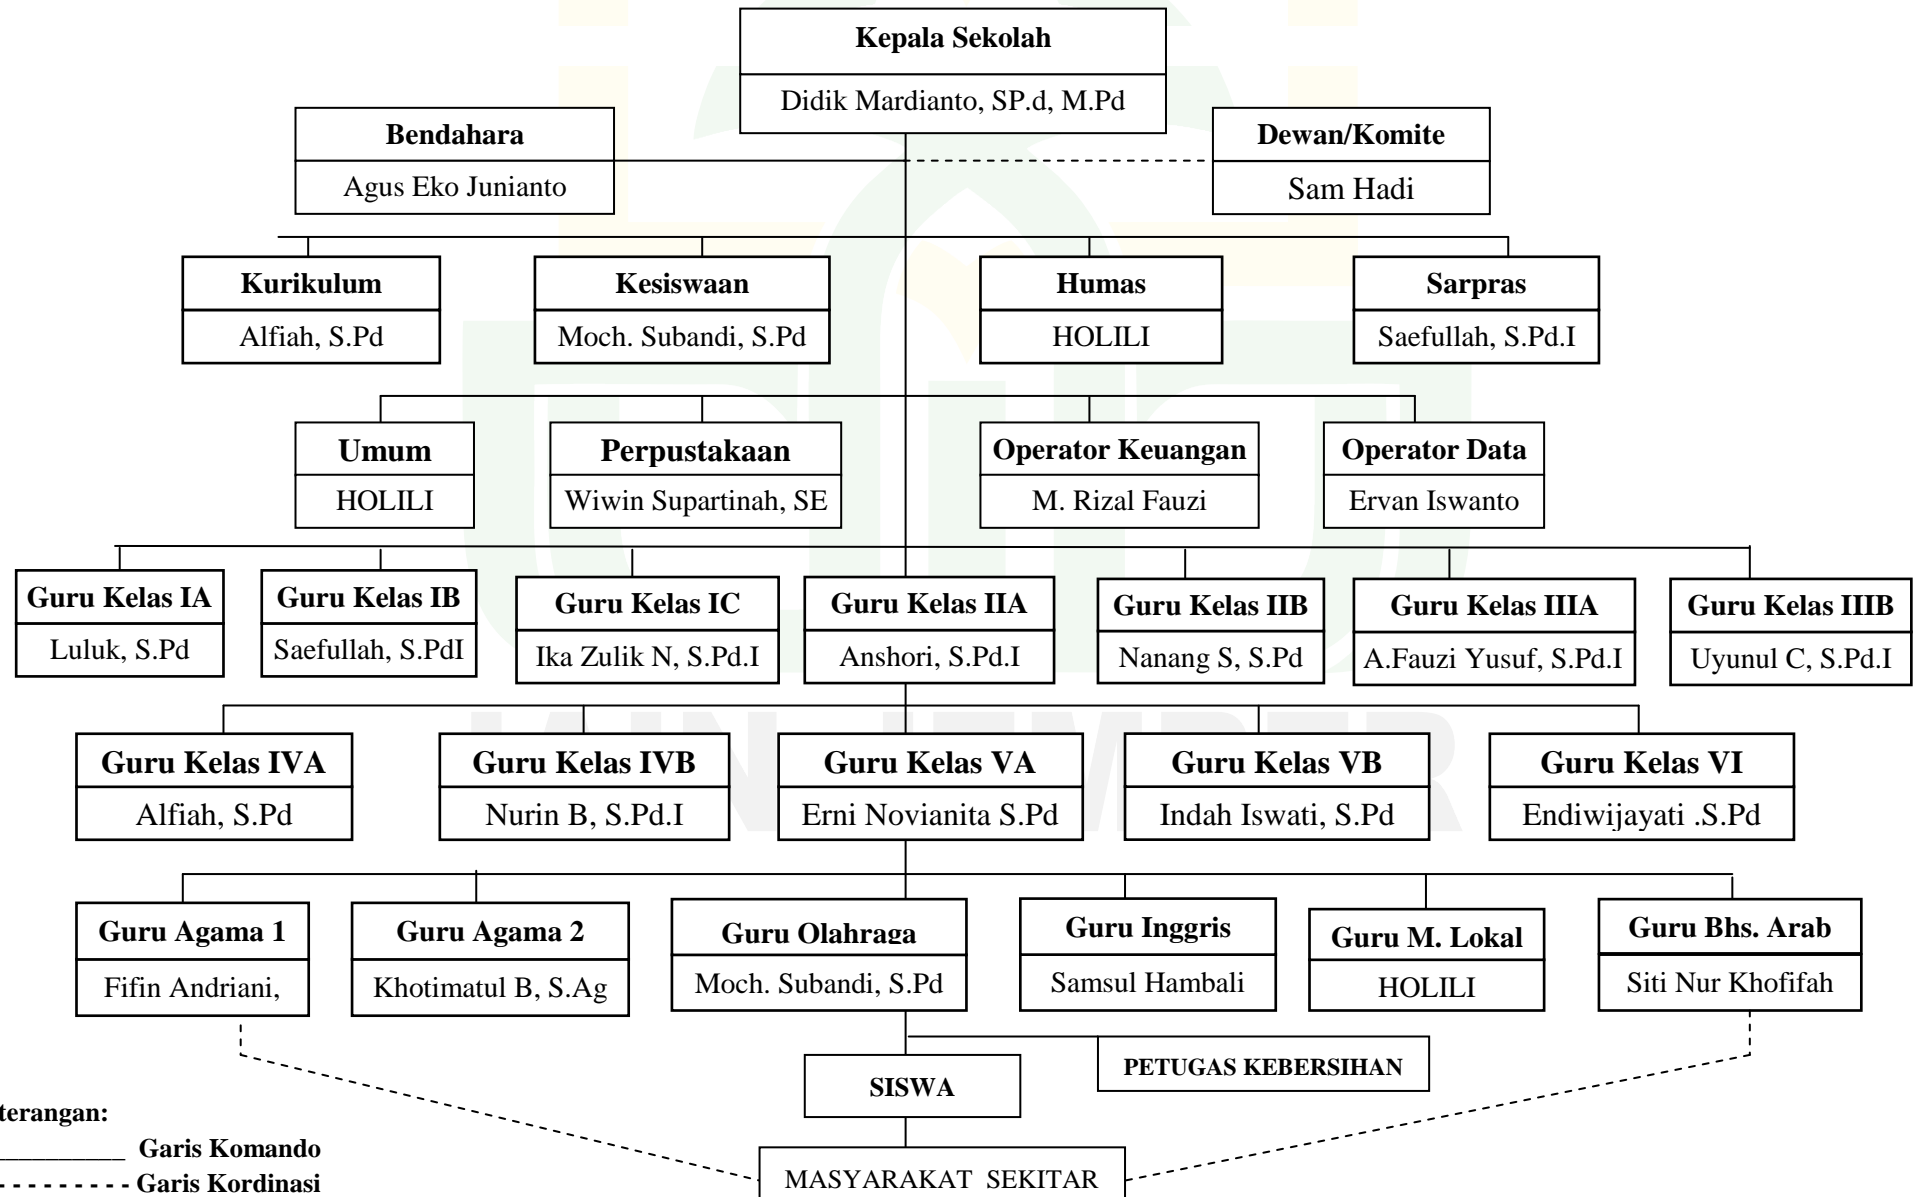 Kepala Sekolah
Didik Mardianto, SP.d, M.Pd
Bendahara
Agus Eko Junianto
Dewan/Komite
Sam Hadi
Kurikulum
Alfiah, S.Pd
Kesiswaan
Moch. Subandi, S.Pd
Humas
HOLILI
Sarpras
Saefullah, S.Pd.I
Umum
HOLILI
Perpustakaan
Wiwin Supartinah, SE
Operator Keuangan
M. Rizal Fauzi
Operator Data
Ervan Iswanto
Guru Kelas IA
Luluk, S.Pd
Guru Kelas IB
Saefullah, S.PdI
Guru Kelas IC
Ika Zulik N, S.Pd.I
Guru Kelas IIA
Anshori, S.Pd.I
Guru Kelas IIB
Nanang S, S.Pd
Guru Kelas IIIA
A.Fauzi Yusuf, S.Pd.I
Guru Kelas IIIB
Uyunul C, S.Pd.I
IAIN JEMBER
Guru Kelas IVA
Alfiah, S.Pd
Guru Kelas IVB
Nurin B, S.Pd.I
Guru Kelas VA
Erni Novianita S.Pd
Guru Kelas VB
Indah Iswati, S.Pd
Guru Kelas VI
Endiwijayati .S.Pd
Guru Agama 1
Fifin Andriani,
Guru Agama 2
Khotimatul B, S.Ag
Guru Olahraga
Moch. Subandi, S.Pd
Guru Inggris
Samsul Hambali
Guru M. Lokal
HOLILI
Guru Bhs. Arab
Siti Nur Khofifah
PETUGAS KEBERSIHAN
SISWA
MASYARAKAT SEKITAR
terangan:
Garis Komando
Garis Kordinasi